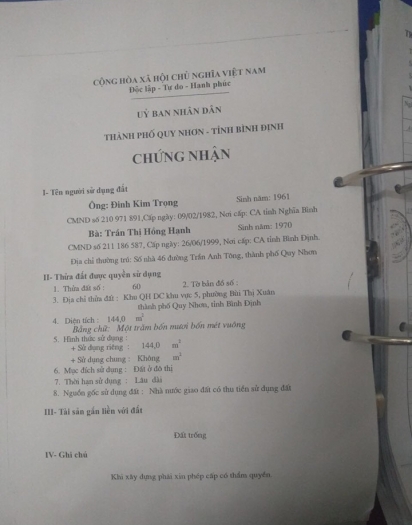 CỘNG HÒA XÃ HỘI CHỦ NGHĨA VIỆT NAM
Độc lập - Tự do - Hạnh phúc
UỶ BAN NHÂN DÂN
THÀNH PHỐ QUY NHƠN - TỈNH BÌNH ĐỊNH
CHỨNG NHẬN
I- Tên người sử dụng đất
Ông: Đinh Kim Trọng Sinh năm: 1961
CMND số 210 971 891,Cấp ngày: 09/02/1982, Nơi cấp: CA tỉnh Nghĩa Bình
Bà: Trần Thị Hồng Hạnh Sinh năm: 1970
CMND số 211 186 587, Cấp ngày: 26/06/1999, Nơi cấp: CA tỉnh Bình Định.
Địa chỉ thường trú: Số nhà 46 đường Trần Anh Tông, thành phố Quy Nhơn
II- Thửa đất được quyền sử dụng
1. Thửa đất số : 60 2. Tờ bản đồ số :
3. Địa chỉ thửa đất : Khu QH DC khu vực 5, phường Bùi Thị Xuân
thành phố Quy Nhơn, tỉnh Bình Định
4. Diện tích : 144,0 m²
Bằng chữ: Một trăm bốn mươi bốn mét vuông
5. Hình thức sử dụng :
+ Sử dụng riêng : 144,0 m²
+ Sử dụng chung : Không m²
6. Mục đích sử dụng : Đất ở đô thị
7. Thời hạn sử dụng : Lâu dài
8. Nguồn gốc sử dụng đất : Nhà nước giao đất có thu tiền sử dụng đất
III- Tài sản gắn liền với đất
Đất trống
IV- Ghi chú
Khi xây dựng phải xin phép cấp có thẩm quyền.